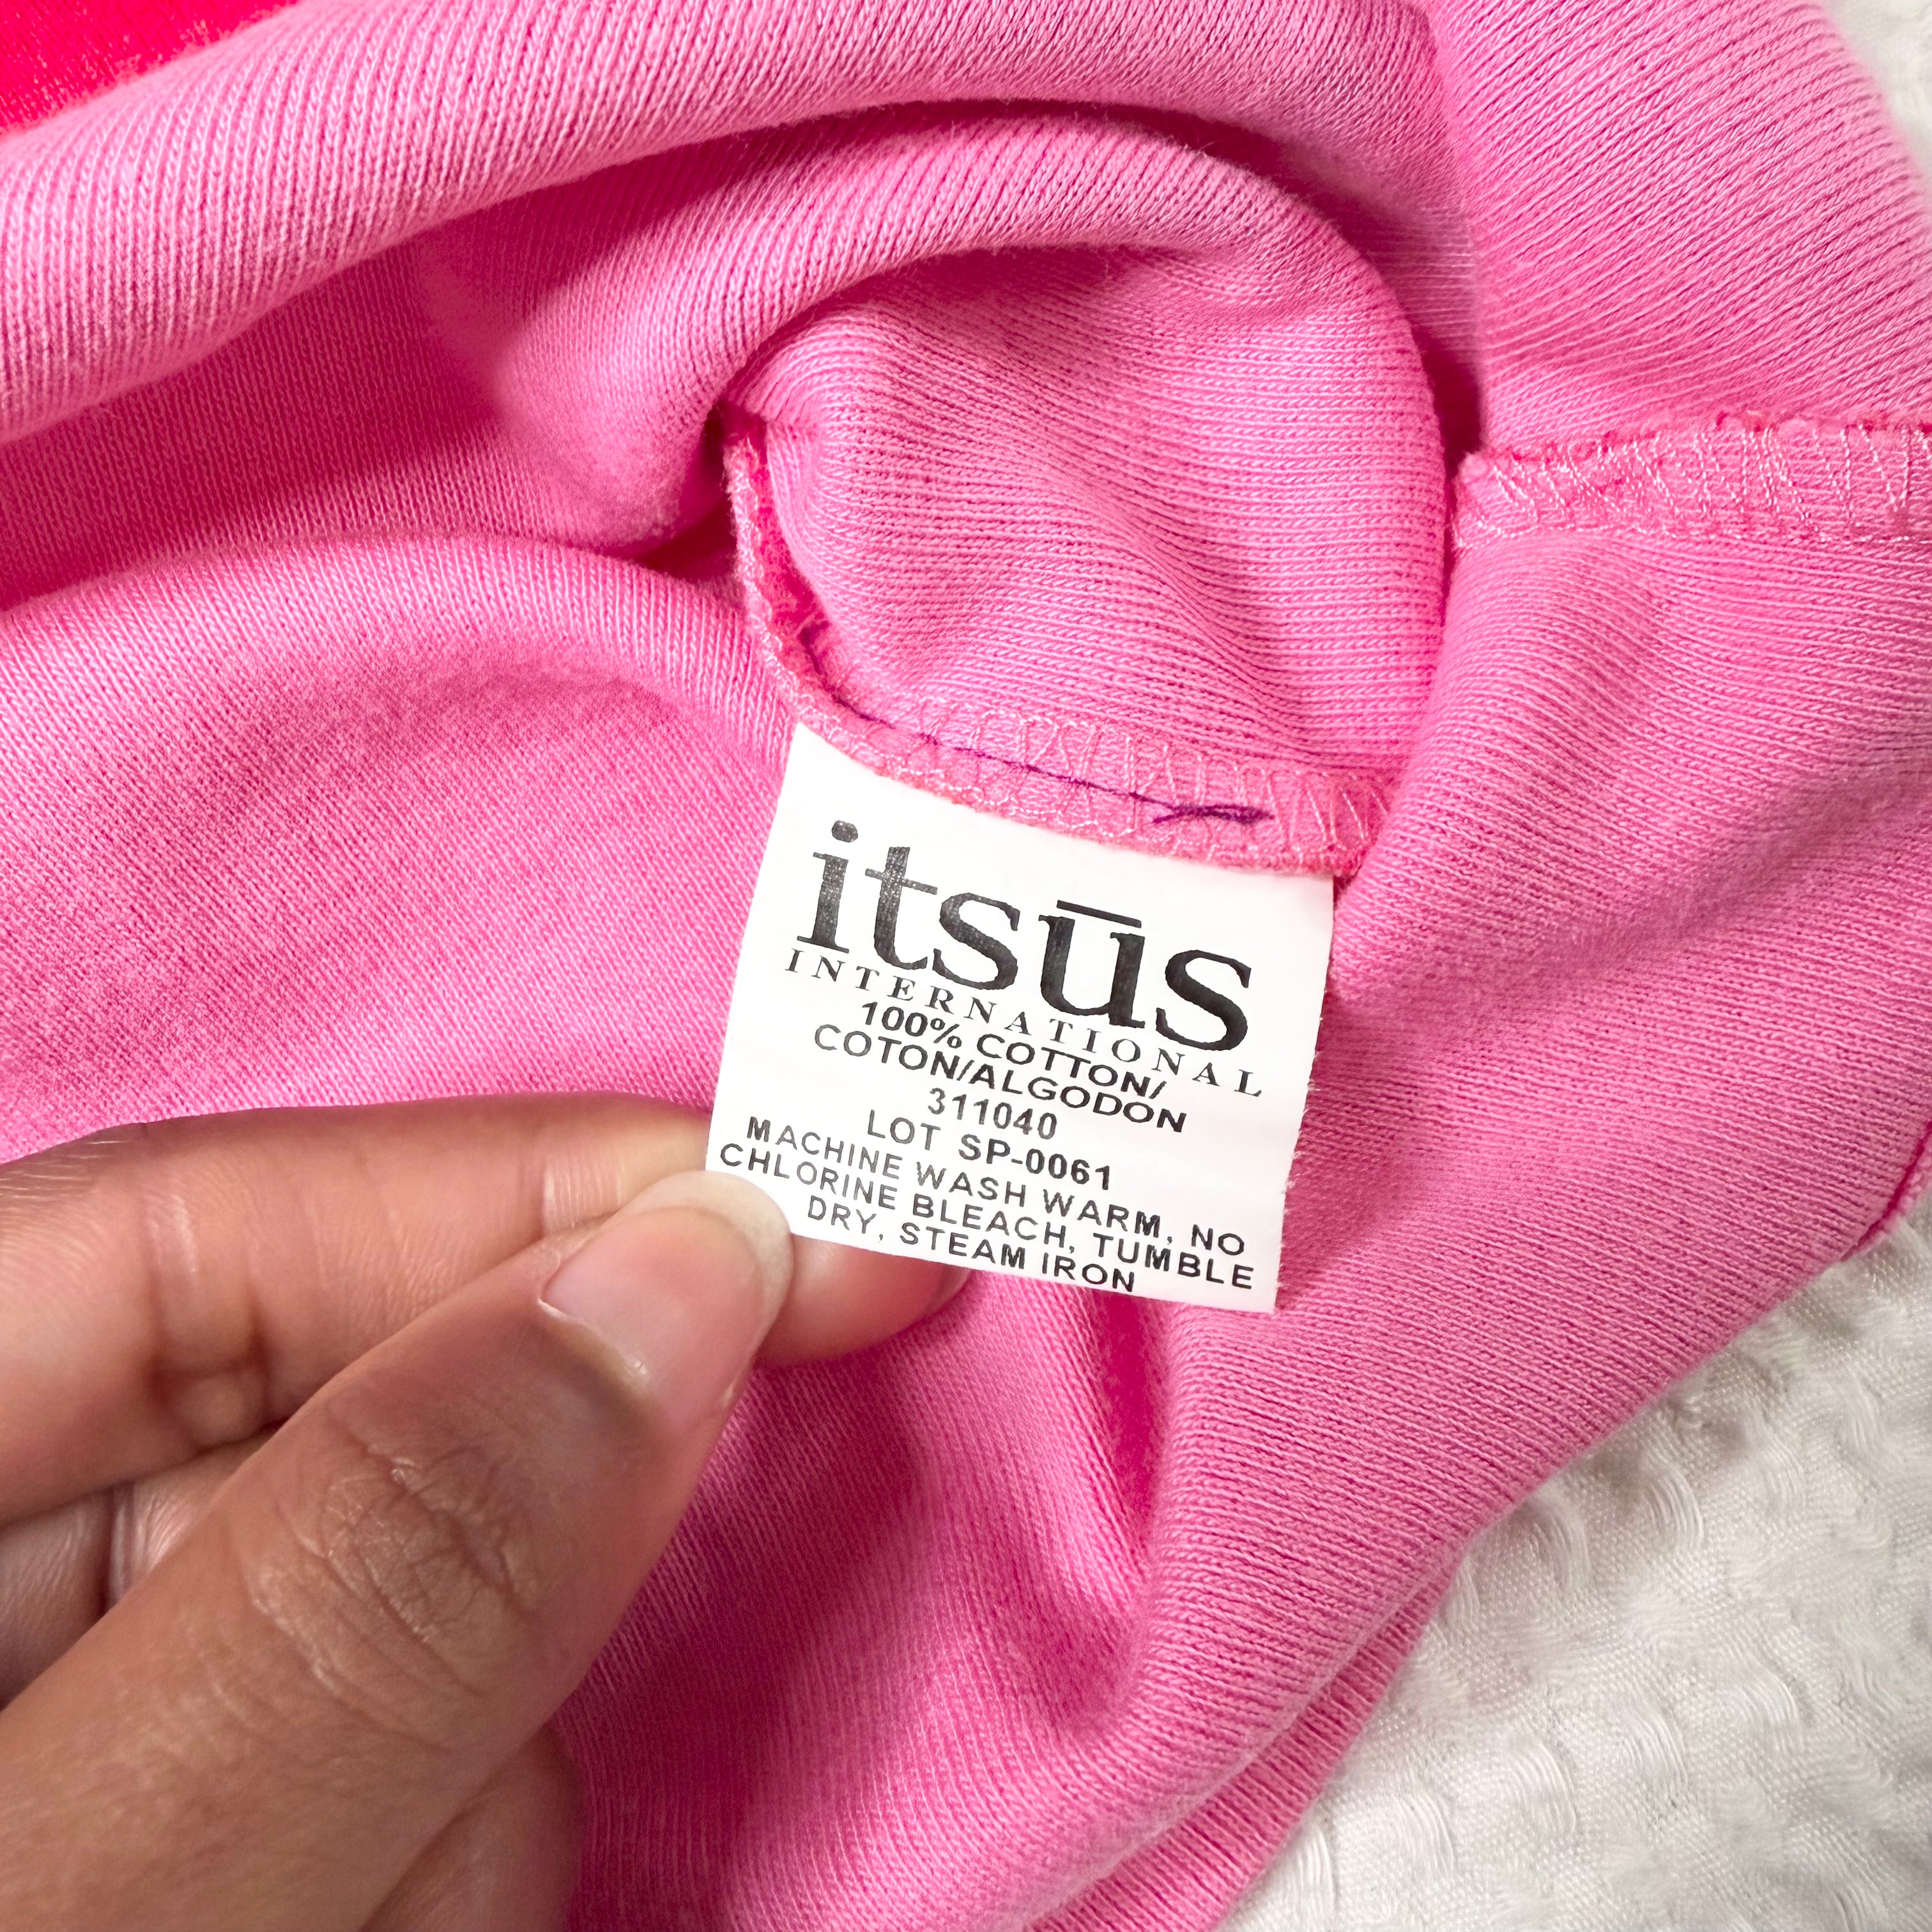 itsūs
INTERNATIONAL
100% COTTON/
COTON/ALGODON
311040
LOT SP-0061
MACHINE WASH WARM, NO
CHLORINE BLEACH, TUMBLE
DRY, STEAM IRON